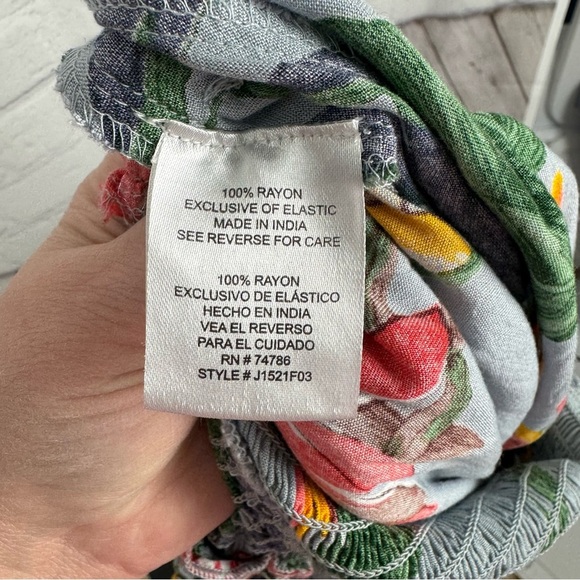 100% RAYON
EXCLUSIVE OF ELASTIC
MADE IN INDIA
SEE REVERSE FOR CARE
100% RAYON
EXCLUSIVO DE ELÁSTICO
HECHO EN INDIA
VEA EL REVERSO
PARA EL CUIDADO
RN # 74786
STYLE # J1521F03